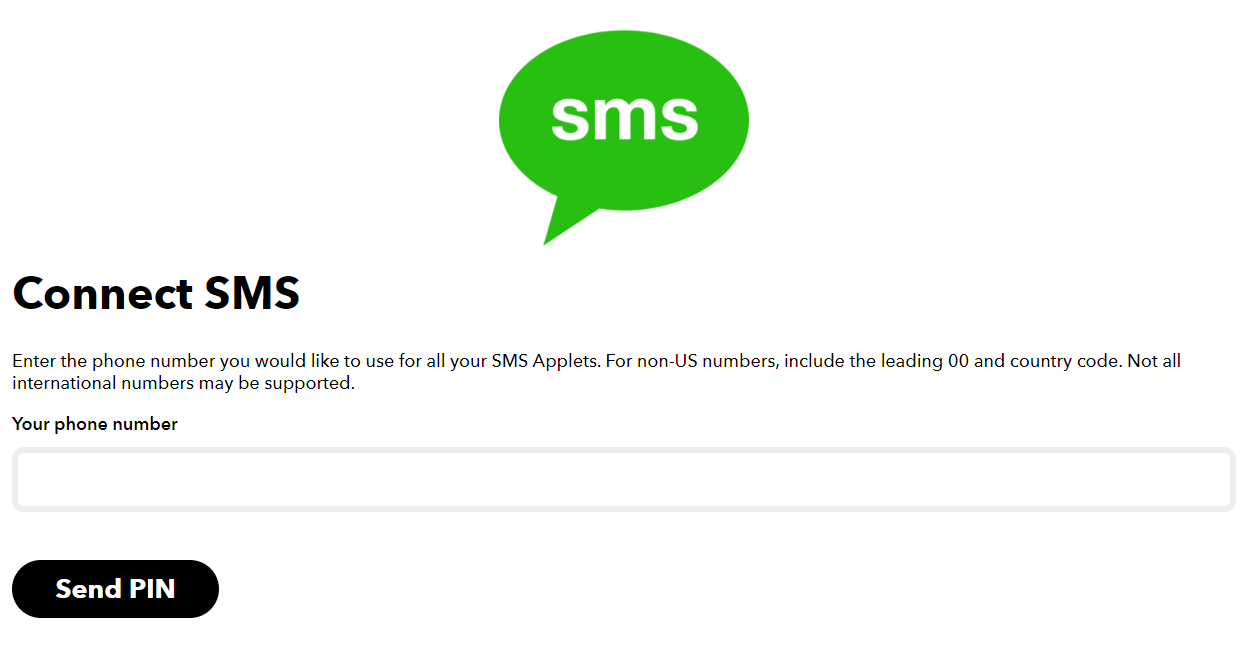 sms
Connect SMS
Enter the phone number you would like to use for all your SMS Applets. For non-US numbers, include the leading 00 and country code. Not all
international numbers may be supported.
Your phone number
Send PIN